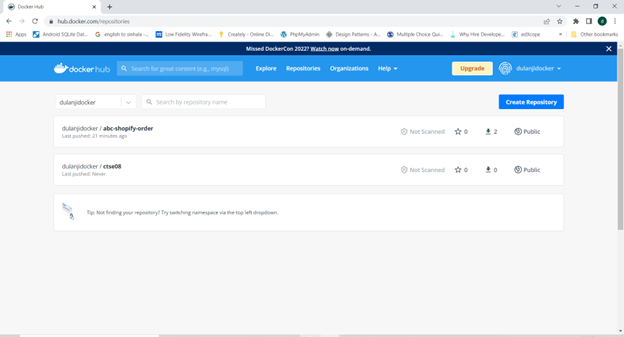 Docker Hub
hub.docker.com/repositories
Apps
Android SQLite Dat...
english to sinhala -...
Low Fidelity Wirefra...
Creately - Online Di...
PhpMyAdmin
Design Patterns - A...
Multiple Choice Qui...
Why Hire Develope...
edXcope
Other bookmarks
Missed DockerCon 2022? Watch now on-demand.
docker hub
Search for great content (e.g., mysql)
Explore
Repositories
Organizations
Help
Upgrade
dulanjidocker
dulanjidocker
Search by repository name
Create Repository
dulanjidocker / abc-shopify-order
Last pushed: 21 minutes ago
Not Scanned
0
2
Public
dulanjidocker / ctse08
Last pushed: Never
Not Scanned
0
0
Public
Tip: Not finding your repository? Try switching namespace via the top left dropdown.